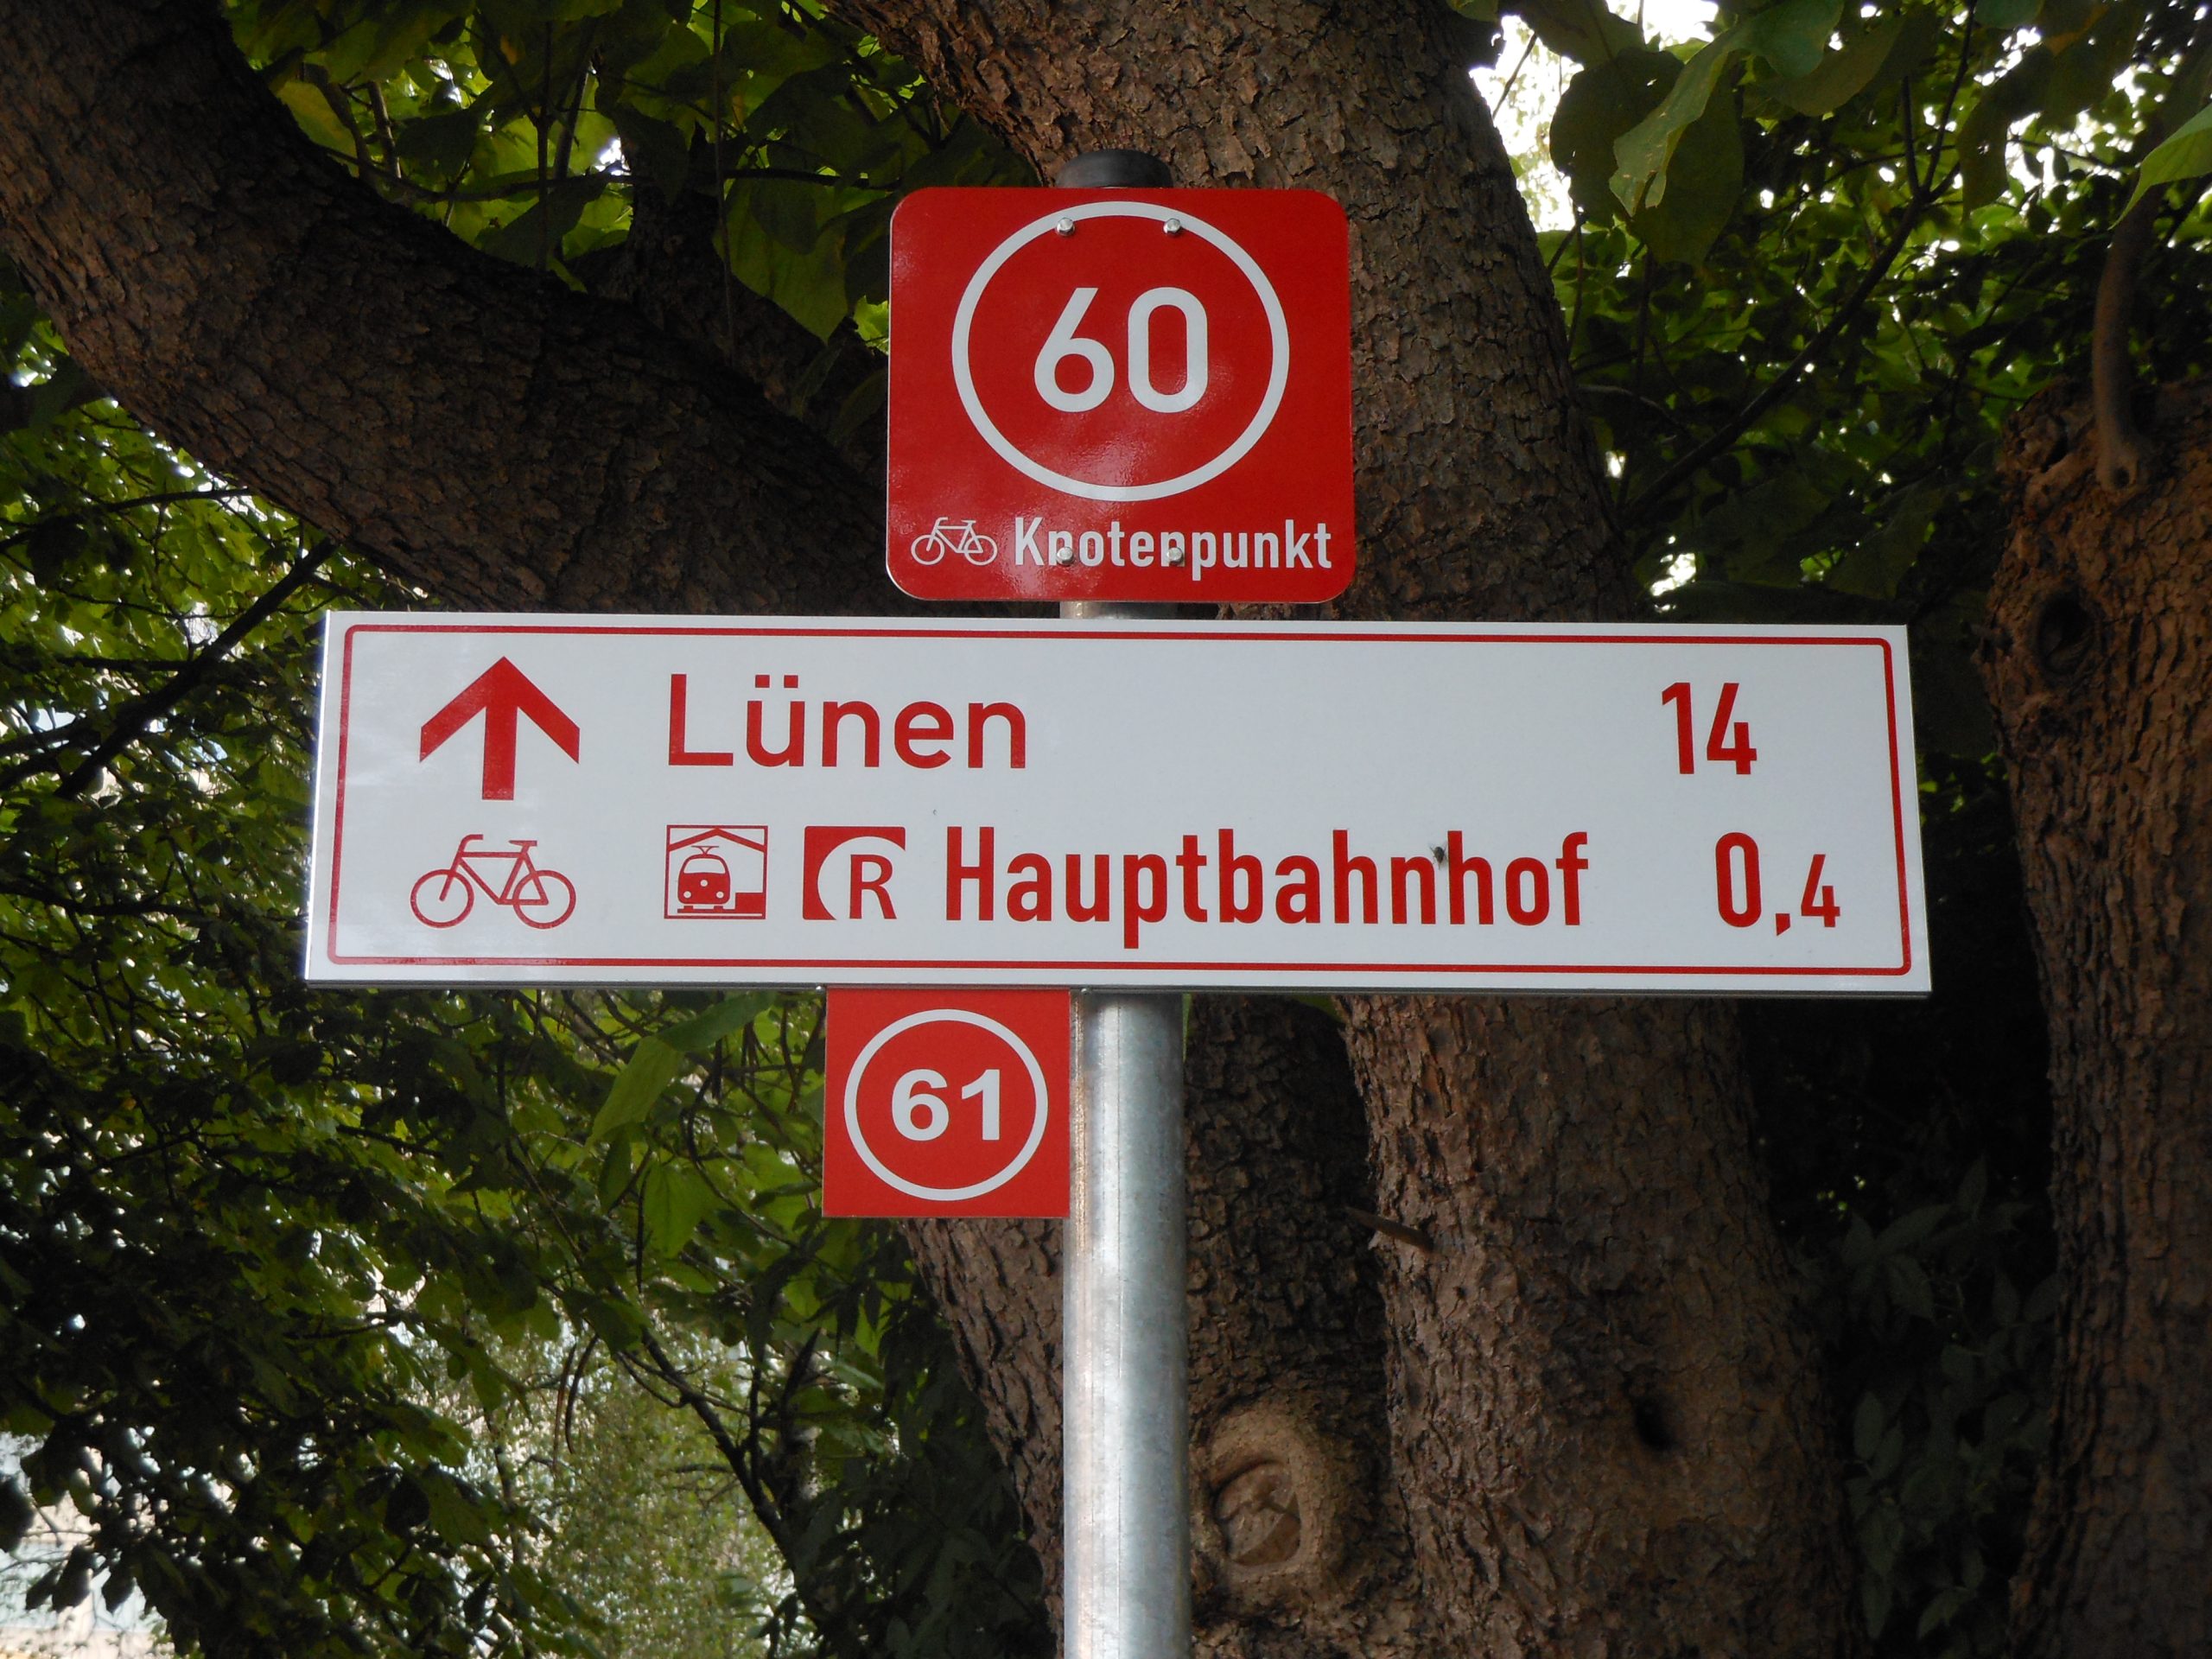 60
Knotenpunkt
Lünen 14
R Hauptbahnhof 0,4
61